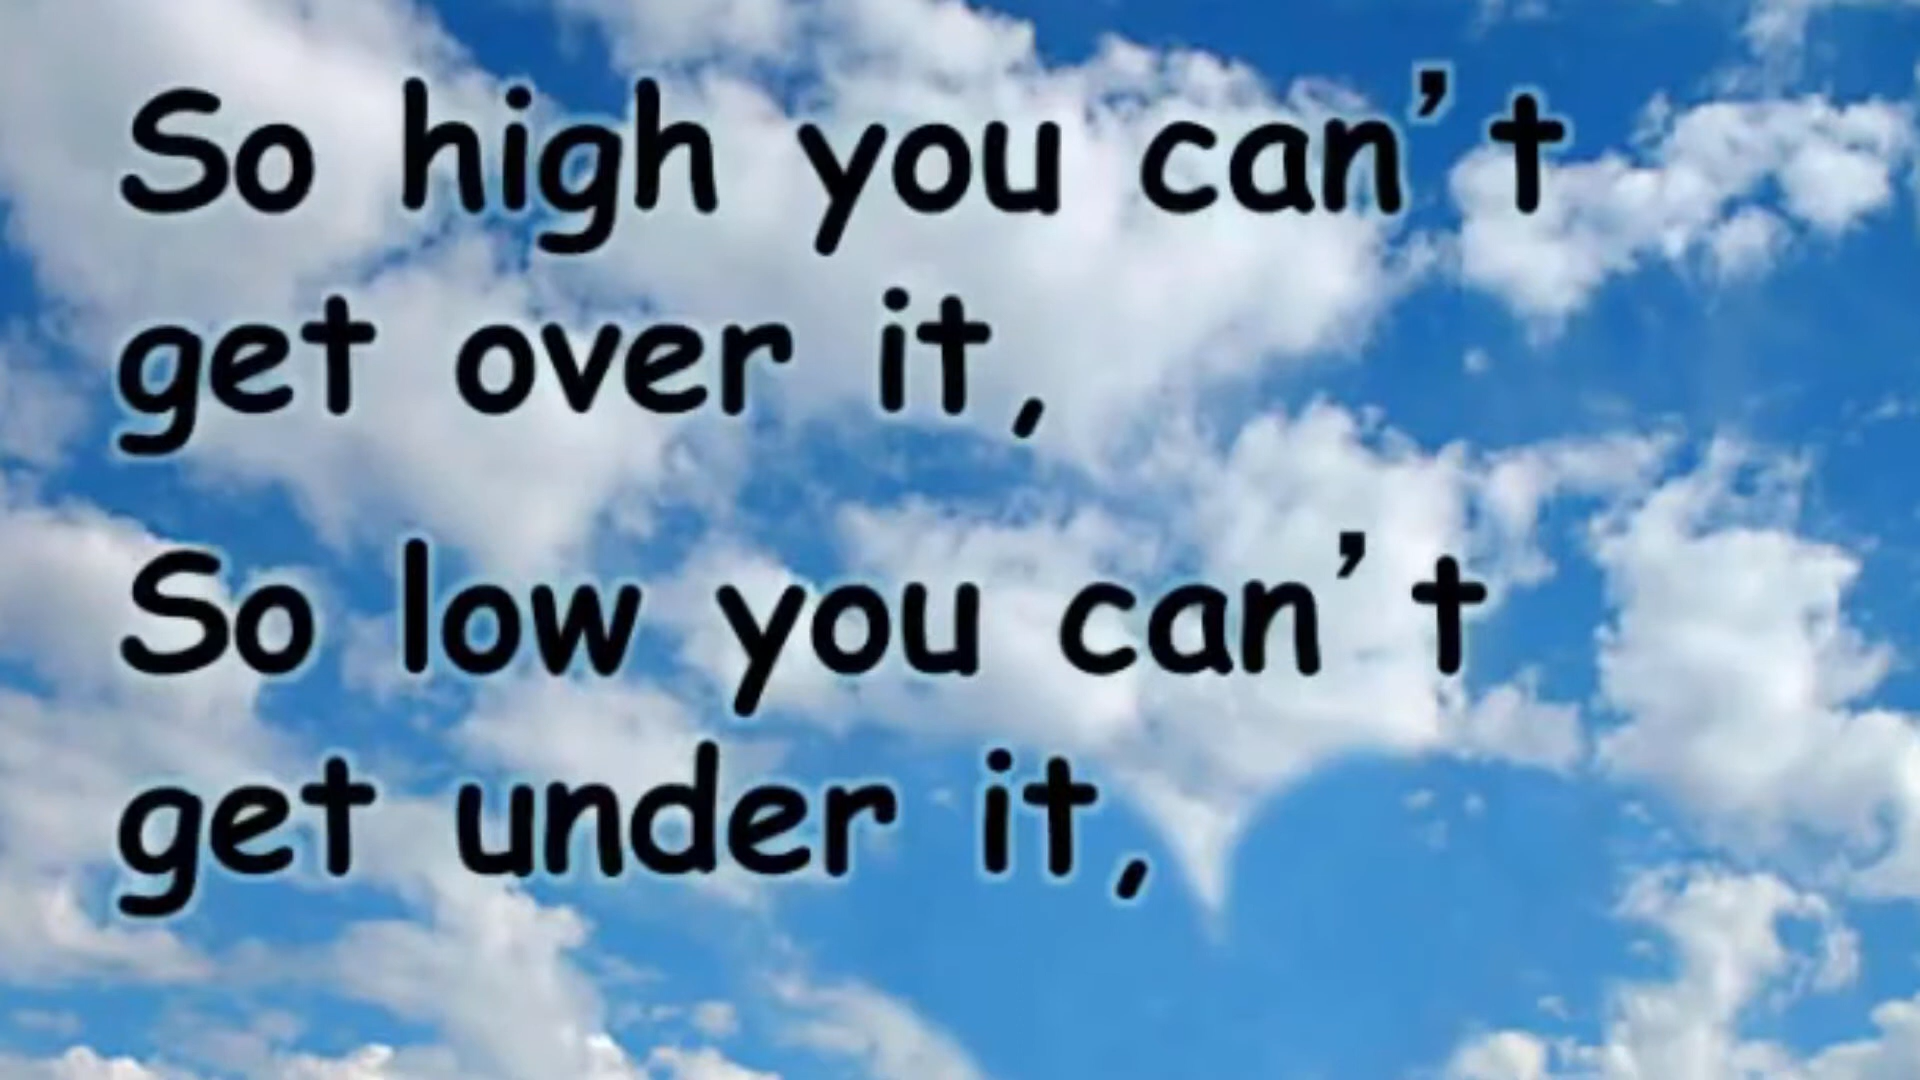 So high you can't
get over it,
So low you can't
get under it,